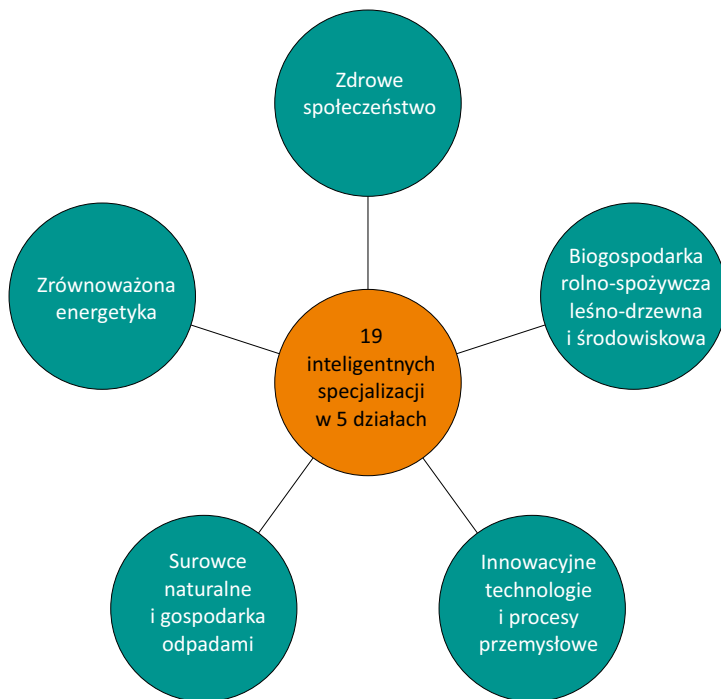 Zdrowe
społeczeństwo
Zrównoważona
energetyka
Biogospodarka
rolno-spożywcza
leśno-drzewna
i środowiskowa
19
inteligentnych
specjalizacji
w 5 działach
Surowce
naturalne
i gospodarka
odpadami
Innowacyjne
technologie
i procesy
przemysłowe